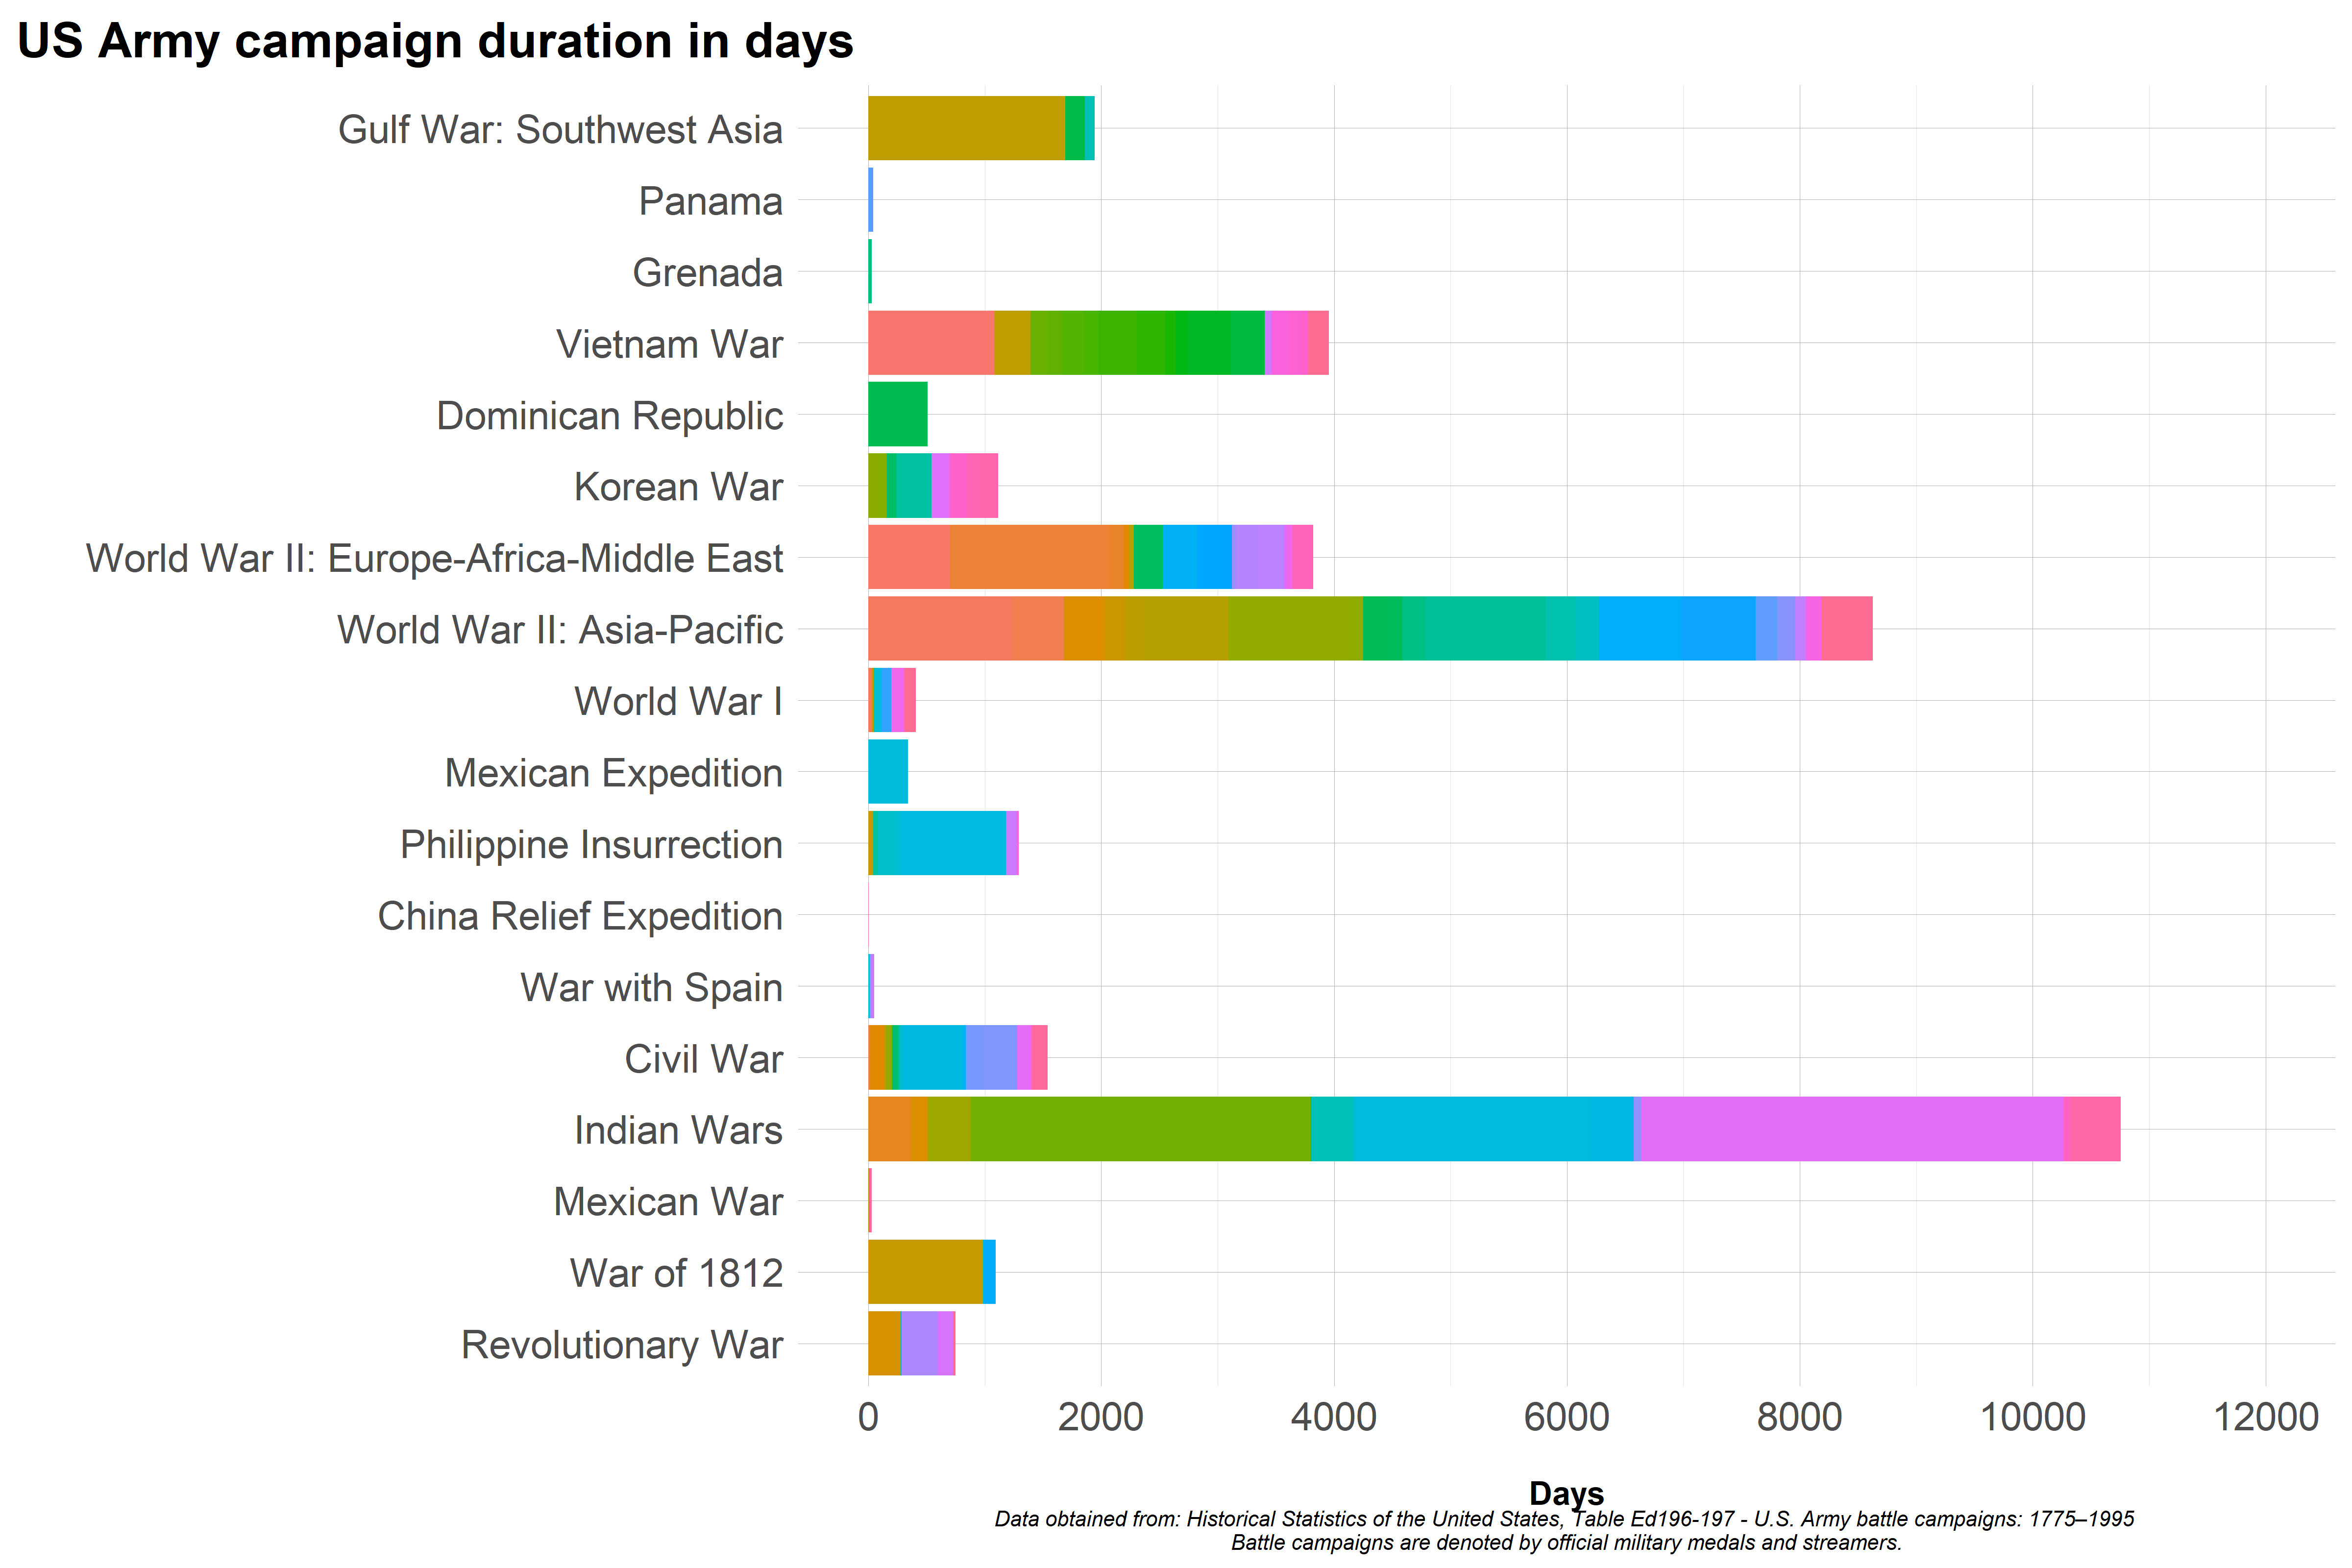 US Army campaign duration in days
Gulf War: Southwest Asia
Panama
Grenada
Vietnam War
Dominican Republic
Korean War
World War II: Europe-Africa-Middle East
World War II: Asia-Pacific
World War I
Mexican Expedition
Philippine Insurrection
China Relief Expedition
War with Spain
Civil War
Indian Wars
Mexican War
War of 1812
Revolutionary War
0 2000 4000 6000 8000 10000 12000
Days
Data obtained from: Historical Statistics of the United States, Table Ed196-197 - U.S. Army battle campaigns: 1775–1995
Battle campaigns are denoted by official military medals and streamers.